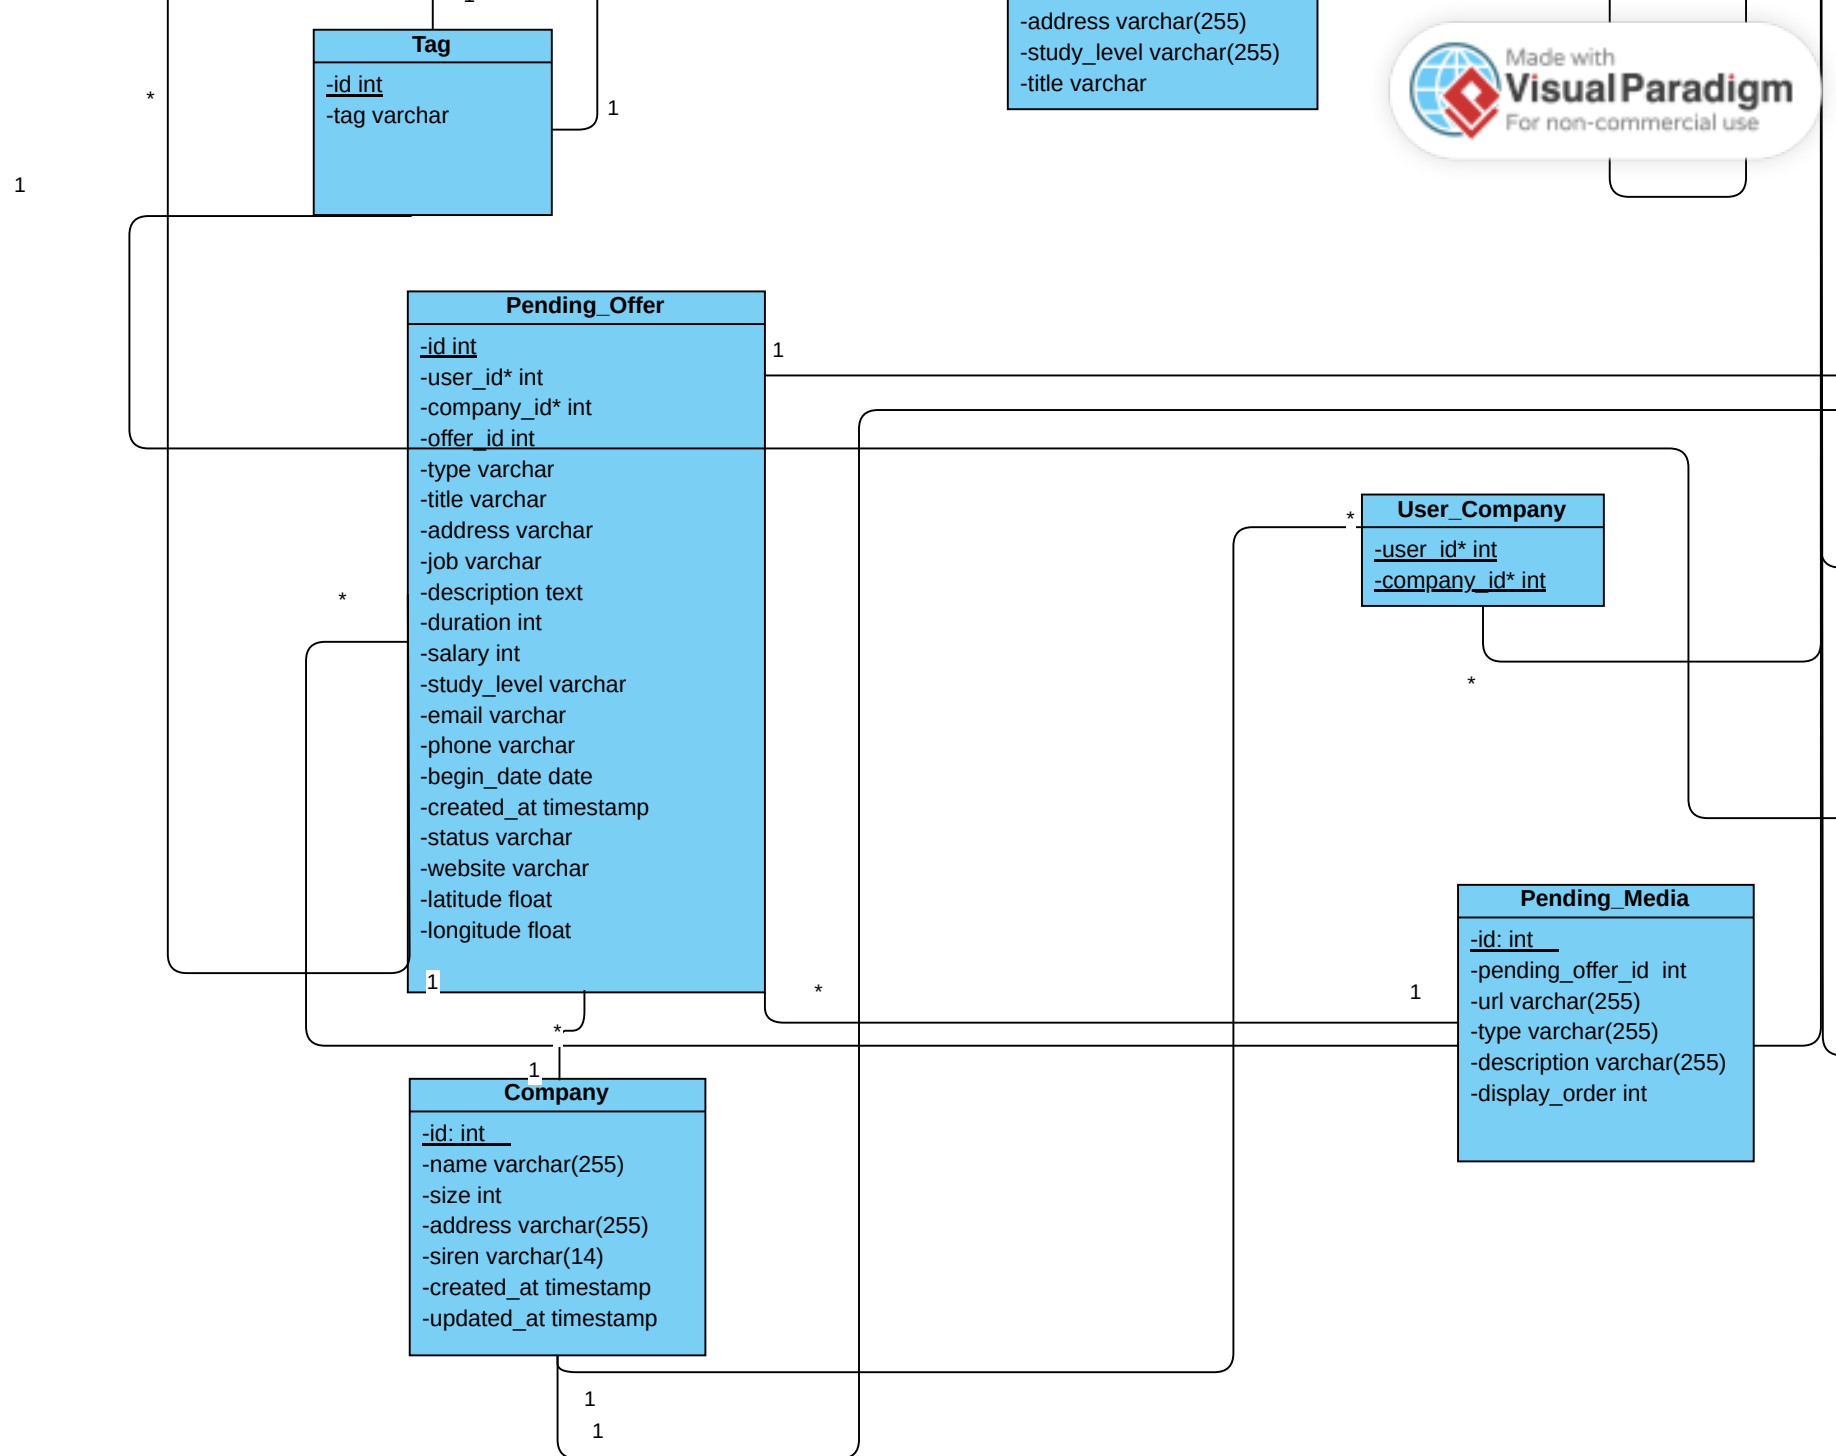 -address varchar(255)
-study_level varchar(255)
-title varchar
Made with
Visual Paradigm
For non-commercial use
Tag
-id int
-tag varchar
*
1
1
Pending_Offer
-id int
-user_id* int
-company_id* int
-offer_id int
-type varchar
-title varchar
-address varchar
-job varchar
-description text
-duration int
-salary int
-study_level varchar
-email varchar
-phone varchar
-begin_date date
-created_at timestamp
-status varchar
-website varchar
-latitude float
-longitude float
1
*
1
*
*
1
User_Company
-user_id* int
-company_id* int
*
*
Pending_Media
-id: int
-pending_offer_id  int
-url varchar(255)
-type varchar(255)
-description varchar(255)
-display_order int
1
Company
-id: int
-name varchar(255)
-size int
-address varchar(255)
-siren varchar(14)
-created_at timestamp
-updated_at timestamp
1
1